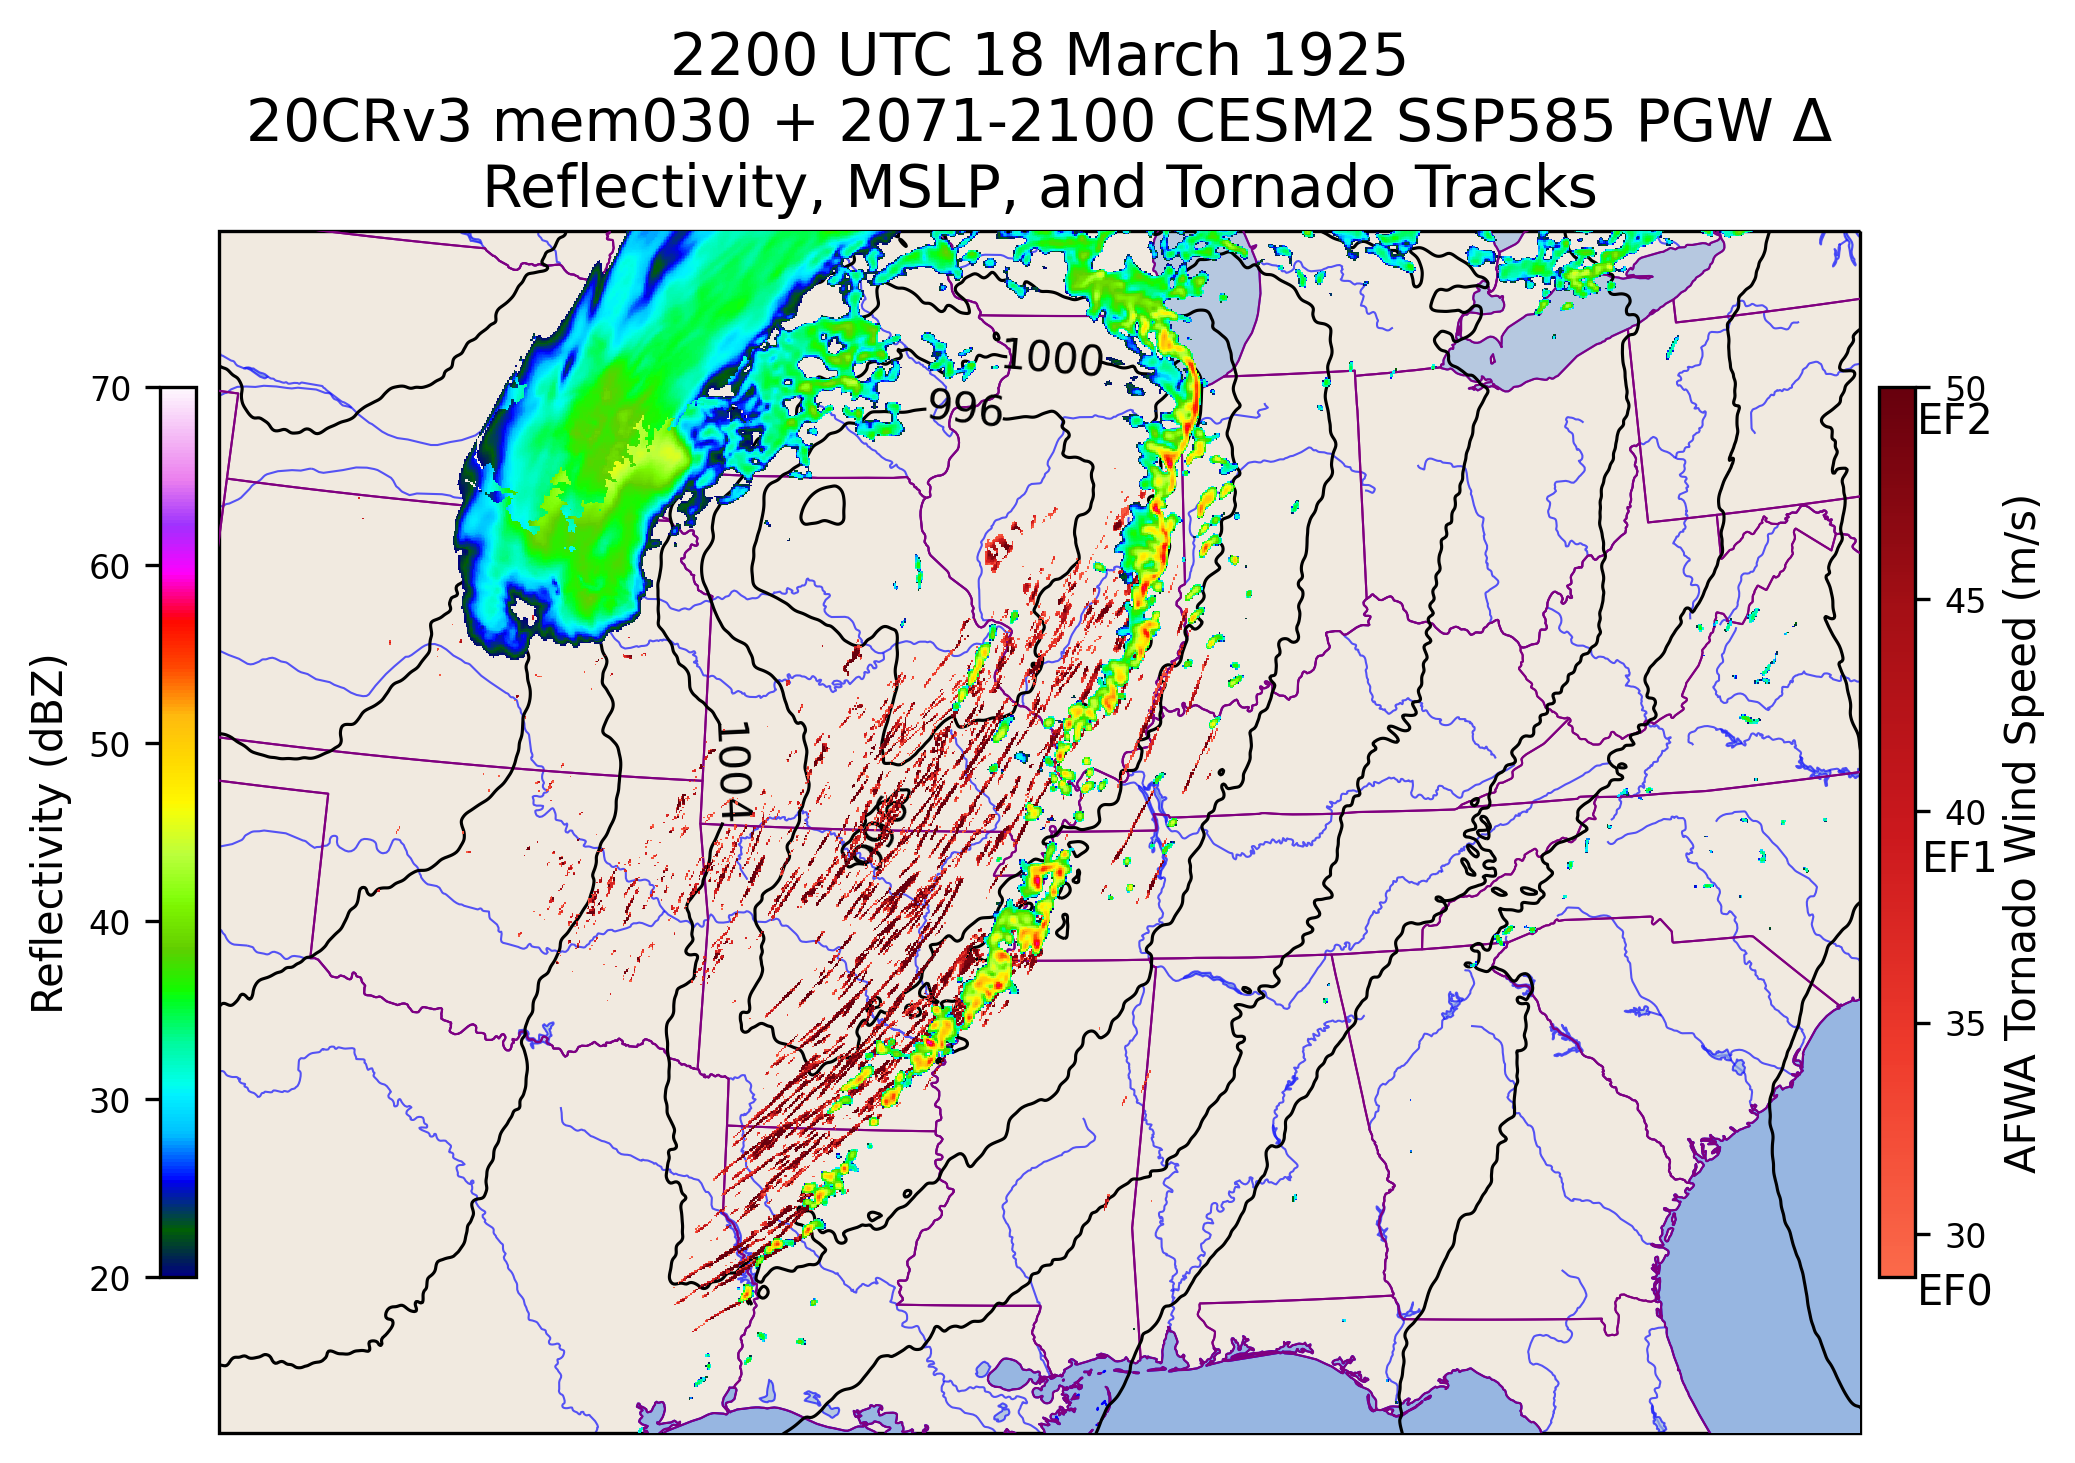 2200 UTC 18 March 1925
20CRv3 mem030 + 2071-2100 CESM2 SSP585 PGW Δ
Reflectivity, MSLP, and Tornado Tracks
Reflectivity (dBZ)
70
60
50
40
30
20
1000
996
1004
996
50
EF2
45
40
EF1
35
30
EF0
AFWA Tornado Wind Speed (m/s)